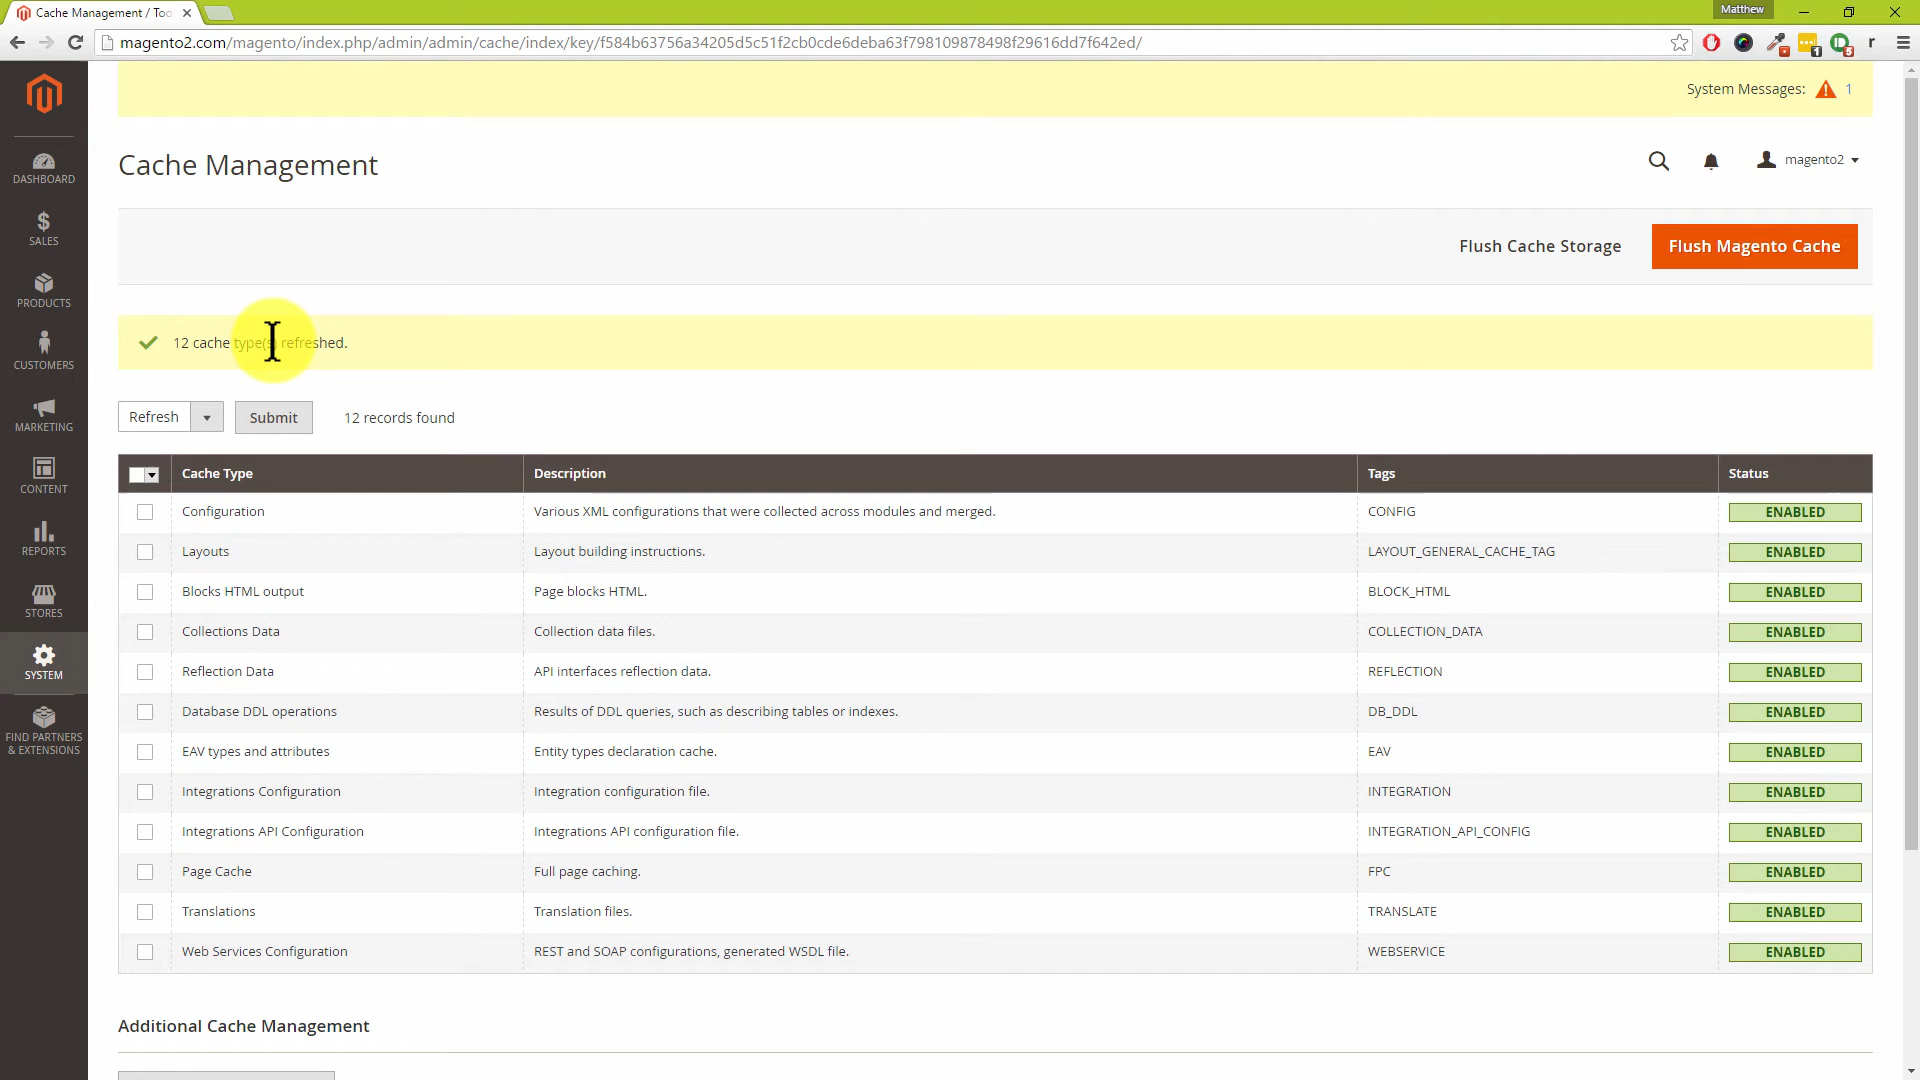 Cache Management / Too
Matthew
magento2.com/magento/index.php/admin/admin/cache/index/key/f584b63756a34205d5c51f2cb0cde6deba63f798109878498f29616dd7f642ed/
1
5
r
System Messages: 1
Cache Management
magento2
Flush Cache Storage
Flush Magento Cache
12 cache type(s) refreshed.
Refresh
Submit
12 records found
Cache Type Description Tags Status
Configuration Various XML configurations that were collected across modules and merged. CONFIG ENABLED
Layouts Layout building instructions. LAYOUT_GENERAL_CACHE_TAG ENABLED
Blocks HTML output Page blocks HTML. BLOCK_HTML ENABLED
Collections Data Collection data files. COLLECTION_DATA ENABLED
Reflection Data API interfaces reflection data. REFLECTION ENABLED
Database DDL operations Results of DDL queries, such as describing tables or indexes. DB_DDL ENABLED
EAV types and attributes Entity types declaration cache. EAV ENABLED
Integrations Configuration Integration configuration file. INTEGRATION ENABLED
Integrations API Configuration Integrations API configuration file. INTEGRATION_API_CONFIG ENABLED
Page Cache Full page caching. FPC ENABLED
Translations Translation files. TRANSLATE ENABLED
Web Services Configuration REST and SOAP configurations, generated WSDL file. WEBSERVICE ENABLED
Additional Cache Management
DASHBOARD
SALES
PRODUCTS
CUSTOMERS
MARKETING
CONTENT
REPORTS
STORES
SYSTEM
FIND PARTNERS
& EXTENSIONS